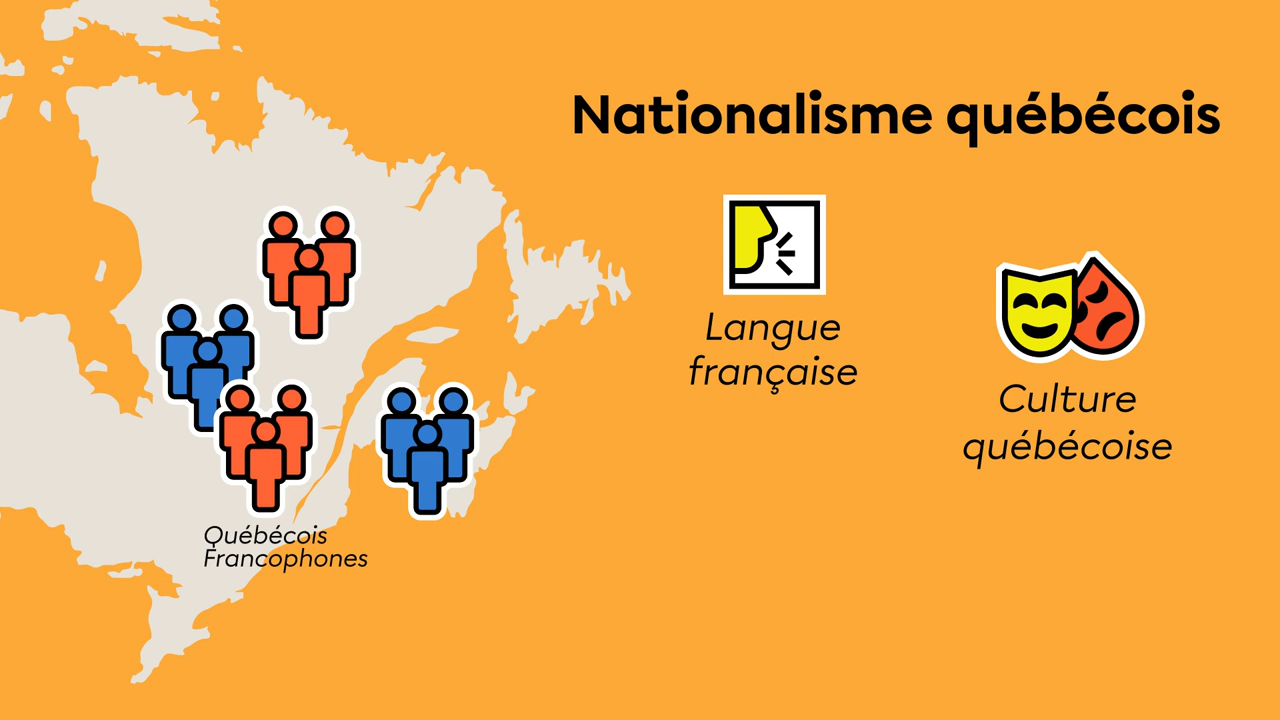 Nationalisme québécois
Langue
française
Culture
québécoise
Québécois
Francophones